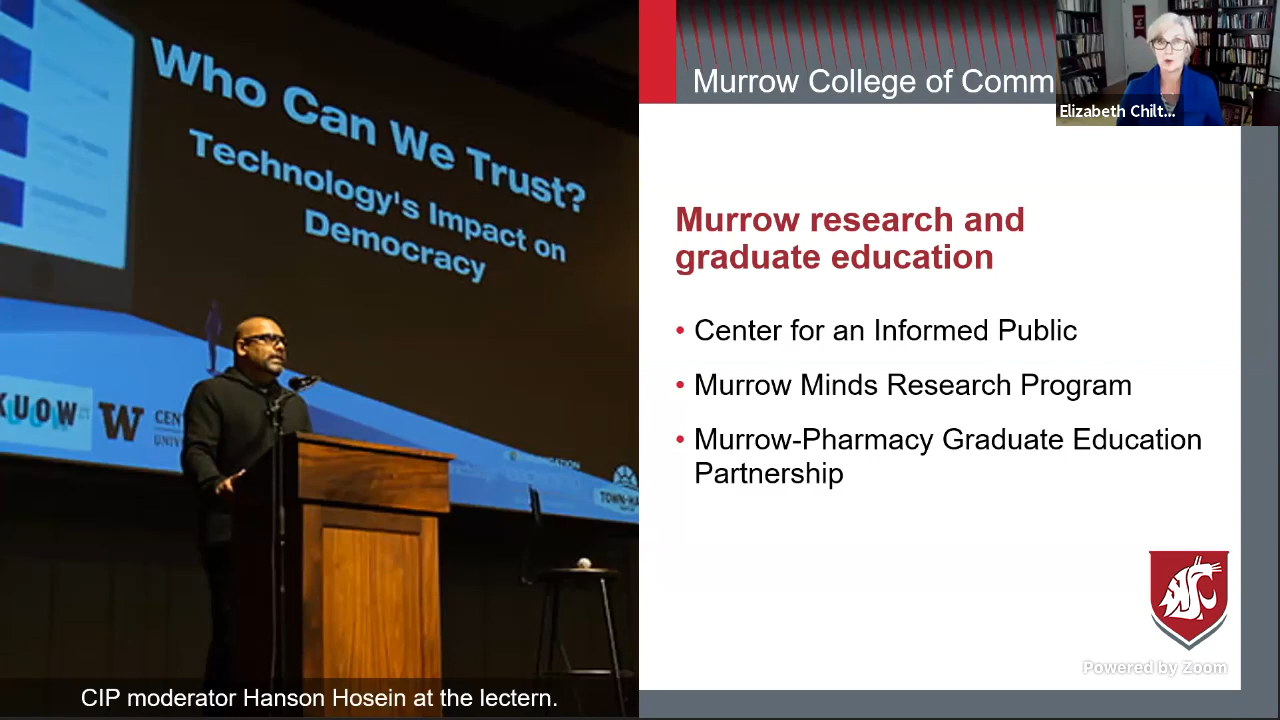 Who Can We Trust?
Technology's Impact on
Democracy
KUOW
W
CEN
UNIV
TOWN-HA
CIP moderator Hanson Hosein at the lectern.
Murrow College of Comm
Elizabeth Chilt...
Murrow research and
graduate education
• Center for an Informed Public
• Murrow Minds Research Program
• Murrow-Pharmacy Graduate Education
Partnership
Powered by Zoom